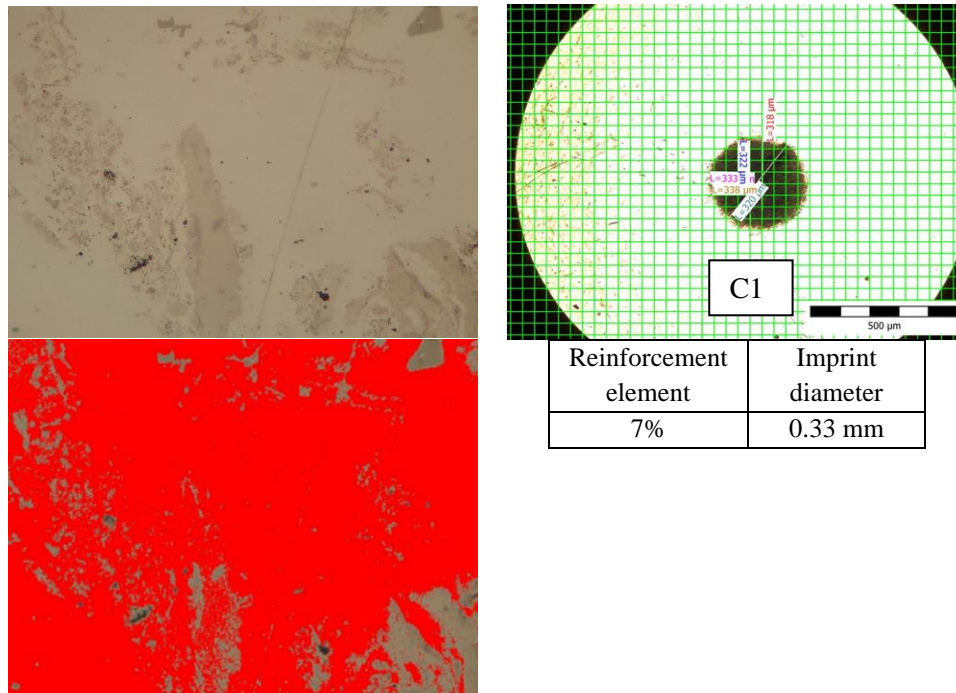 L=318 µm
L=322 µm
L=333
L=338 µm
L=320 µm
C1
500 µm
Reinforcement element
Imprint diameter
7%
0.33 mm